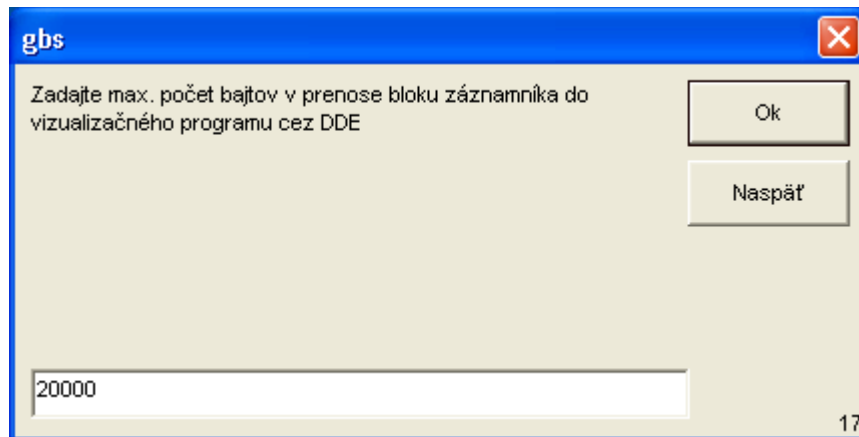 gbs
Zadajte max. počet bajtov v prenose bloku záznamníka do
vizualizačného programu cez DDE
Ok
Naspäť
20000
17